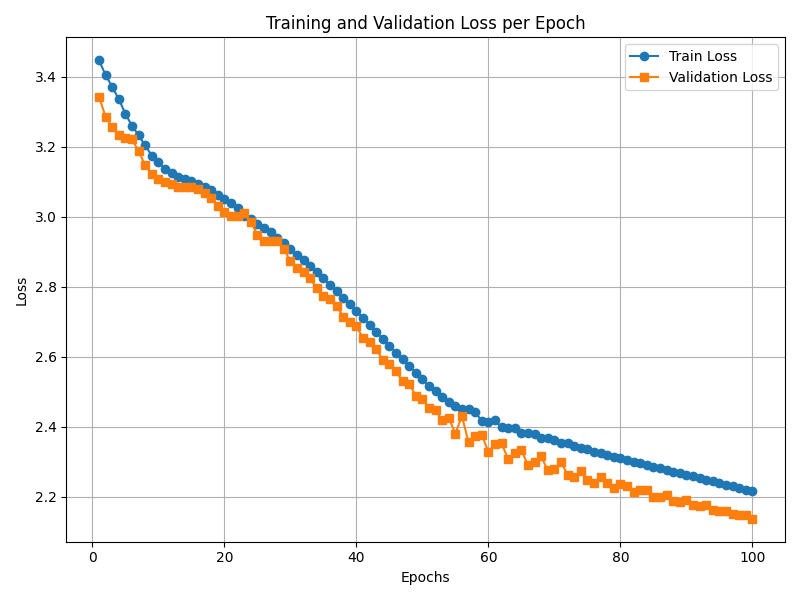 Training and Validation Loss per Epoch
Train Loss
Validation Loss
3.4
3.2
3.0
2.8
2.6
2.4
2.2
Loss
0 20 40 60 80 100
Epochs